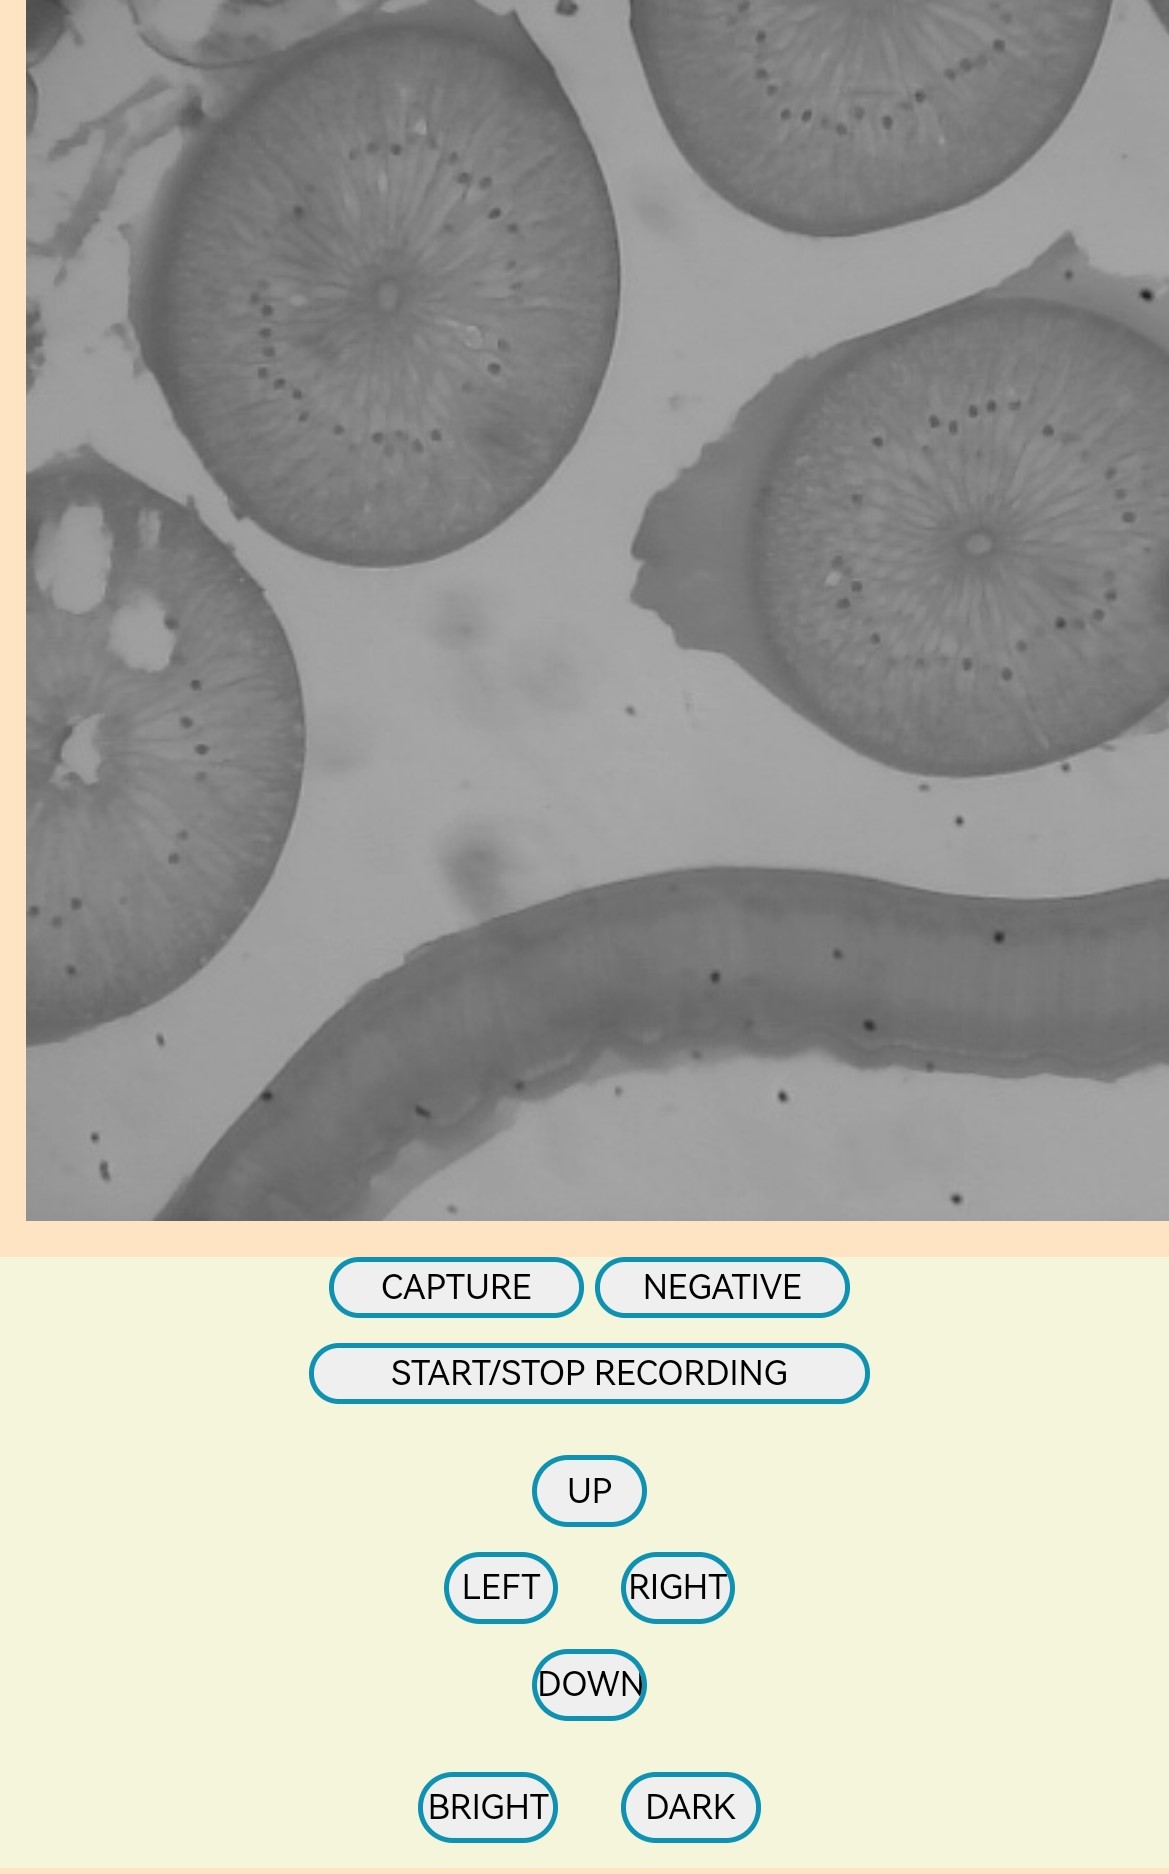 CAPTURE NEGATIVE
START/STOP RECORDING
UP
LEFT RIGHT
DOWN
BRIGHT DARK